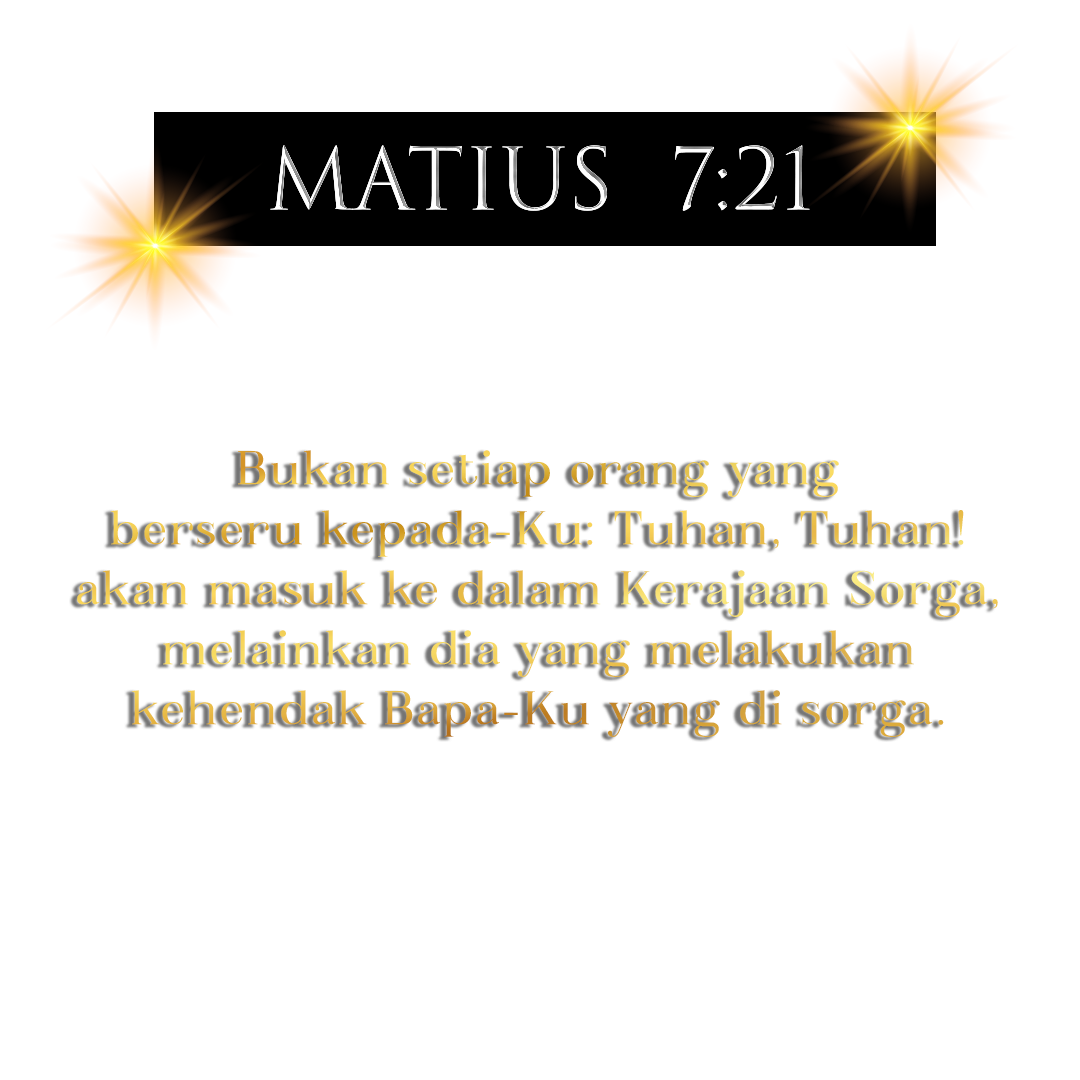 MATIUS 7:21
Bukan setiap orang yang
berseru kepada-Ku: Tuhan, Tuhan!
akan masuk ke dalam Kerajaan Sorga,
melainkan dia yang melakukan
kehendak Bapa-Ku yang di sorga.